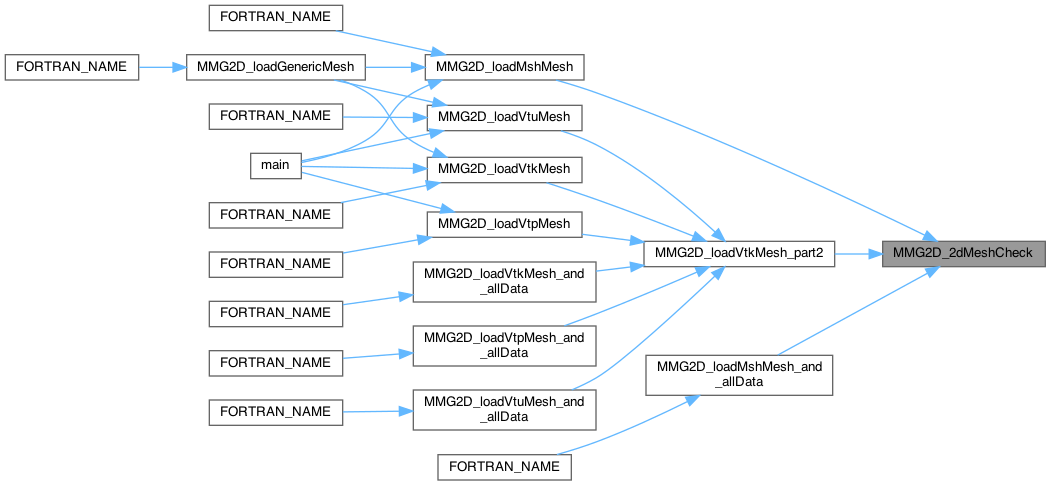 FORTRAN_NAME
FORTRAN_NAME
MMG2D_loadGenericMesh
MMG2D_loadMshMesh
FORTRAN_NAME
MMG2D_loadVtuMesh
main
MMG2D_loadVtkMesh
FORTRAN_NAME
MMG2D_loadVtpMesh
MMG2D_loadVtkMesh_part2
MMG2D_2dMeshCheck
FORTRAN_NAME
MMG2D_loadVtkMesh_and
_allData
FORTRAN_NAME
MMG2D_loadVtpMesh_and
_allData
FORTRAN_NAME
MMG2D_loadMshMesh_and
_allData
MMG2D_loadVtuMesh_and
_allData
FORTRAN_NAME
FORTRAN_NAME